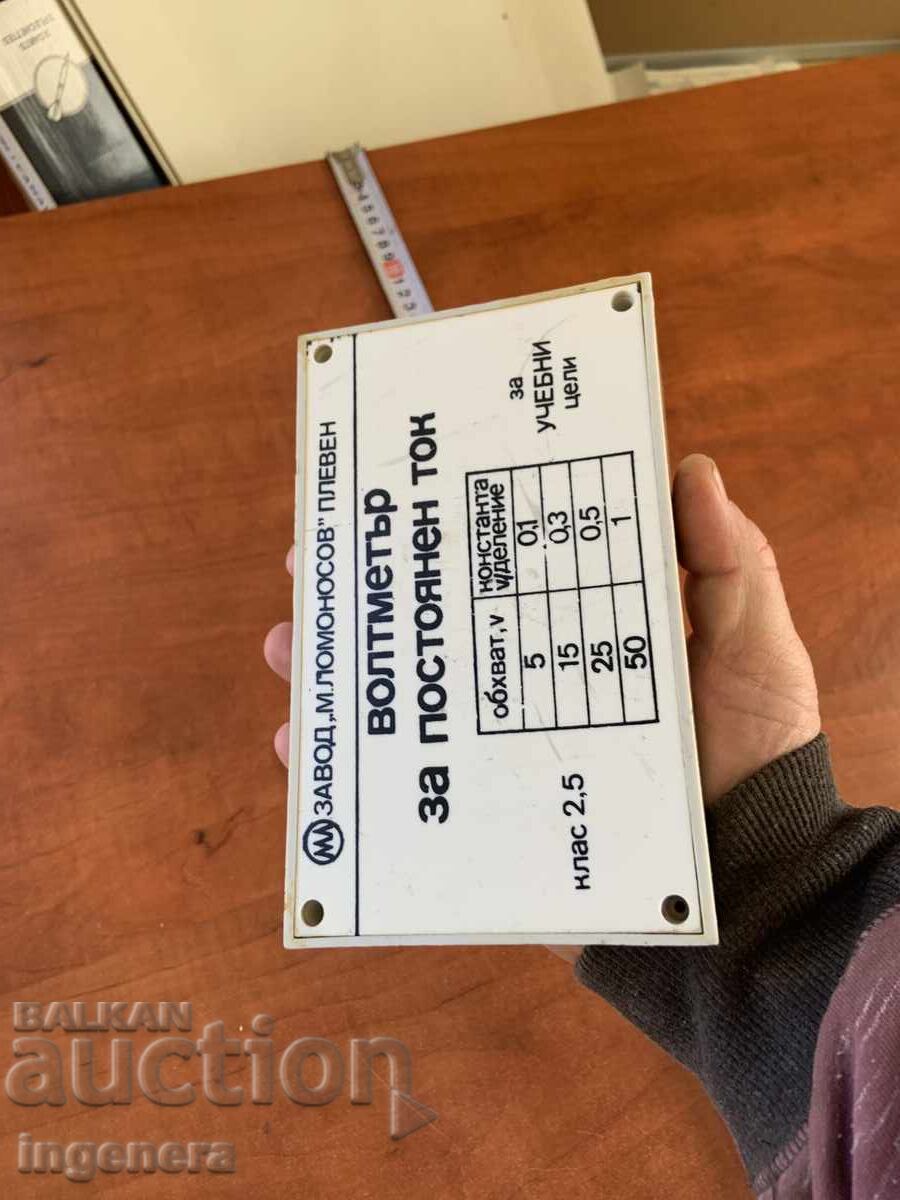 ЗАВОД „М.ЛОМОНОСОВ” ПЛЕВЕН
ВОЛТМЕТЪР
ЗА ПОСТОЯНЕН ТОК
обхват, v константа v/деление
5 0,1
15 0,3
25 0,5
50 1
клас 2,5
за
УЧЕБНИ
цели
BALKAN
auction
ingenera